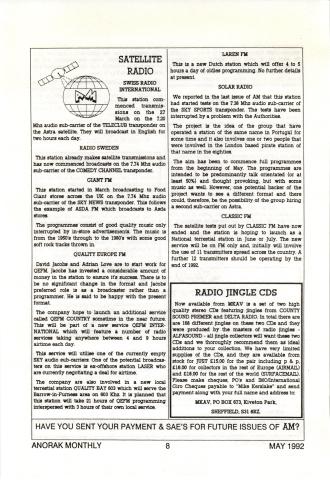 SATELLITE
RADIO
SWISS RADIO
INTERNATIONAL
This station com-
menced transmis-
sions on the 27
March on the 7.20
Mhz audio sub-carrier of the TELECLUB transponder on
the Astra satellite. They will broadcast in English for
two hours each day.
RADIO SWEDEN
This station already makes satellite transmissions and
has now commenced broadcasts on the 7.74 Mhz audio
sub-carrier of the COMEDY CHANNEL transponder.
GIANT FM
This station started in March broadcasting to Food
Giant stores across the UK on the 7.74 Mhz audio
sub-carrier of the SKY NEWS transponder. This follows the
example of ASDA FM which broadcasts to Asda
stores.
The programmes consist of good quality music only
interrupted by in-store advertisements. The music is
from the 1950's through to the 1980's with some good
soft rock tracks thrown in.
QUALITY EUROPE FM
David Jacobs and Adrian Love are to start work for
QEFM. Jacobs has invested a considerable amount of
money in the station to ensure its success. There is to
be no significant change in the format and Jacobs
preferred role is as a broadcaster rather than a
programmer. He is said to be happy with the present
format.
The company hope to launch an additional service
called QEFM COUNTRY sometime in the near future.
This will be part of a new service QEFM INTER-
NATIONAL which will feature a number of radio
services taking anywhere between 4 and 9 hours
airtime each day.
This service will utilise one of the currently empty
SKY audio sub-carriers. One of the potential broadcas-
ters on this service is ex-offshore station LASER who
are currently negotiating a deal for airtime.
The company are also involved in a new local
terrestial station QUALITY BAY 603 which will serve the
Barrow-in-Furness area on 603 Khz. It is planned that
this station will take 21 hours of QEFM programming
interspersed with 3 hours of their own local service.
LAREN FM
This is a new Dutch station which will offer 4 to 5
hours a day of oldies programming. No further details
at present.
SOLAR RADIO
We reported in the last issue of AM that this station
had started tests on the 7.38 Mhz audio sub-carrier of
the SKY SPORTS transponder. The tests have been
interrupted by a problem with the Authorities.
The project is the idea of the group that have
operated a station of the same name in Portugal for
some time and it also involves one or two people that
were involved in the London based pirate station of
that name in the eighties.
The aim has been to commence full programmes
from the beginning of May. The programmes are
intended to be predominantly talk orientated (or at
least 50%) and thought provoking, but with some
music as well. However, one potential backer of the
project wants to see a different format and there
could, therefore, be the possibility of the group hiring
a second sub-carrier on Astra.
CLASSIC FM
The satellite tests put out by CLASSIC FM have now
ended and the station is hoping to launch as a
National terrestial station in June or July. The new
service will be on FM only and, initially will involve
the use of 11 transmitters spread across the country. A
further 12 transmitters should be operating by the
end of 1992.
RADIO JINGLE CDS
Now available from MKAV is a set of two high
quality stereo CDs featuring jingles from COUNTY
SOUND PREMIER and DELTA RADIO. In total there are
are 186 different jingles on these two CDs and they
were produced by the masters of radio jingles -
ALFASOUND - all jingle collectors will want these two
CDs and we thoroughly recommend them as ideal
additions to your collection. We have very limited
supplies of the CDs, and they are available from
stock for JUST £15.00 for the pair including p & p.
£16.50 for collectors in the rest of Europe (AIRMAIL)
and £18.00 for the rest of the world (SURFACEMAIL).
Please make cheques, PO's and IMO/International
Giro Cheques payable to "Mike Kerslake" and send
payment along with your full name and address to:
MKAV, PO BOX 673, Kiveton Park,
SHEFFIELD, S31 6RZ.
HAVE YOU SENT YOUR PAYMENT & SAE'S FOR FUTURE ISSUES OF AM?
ANORAK MONTHLY 8 MAY 1992